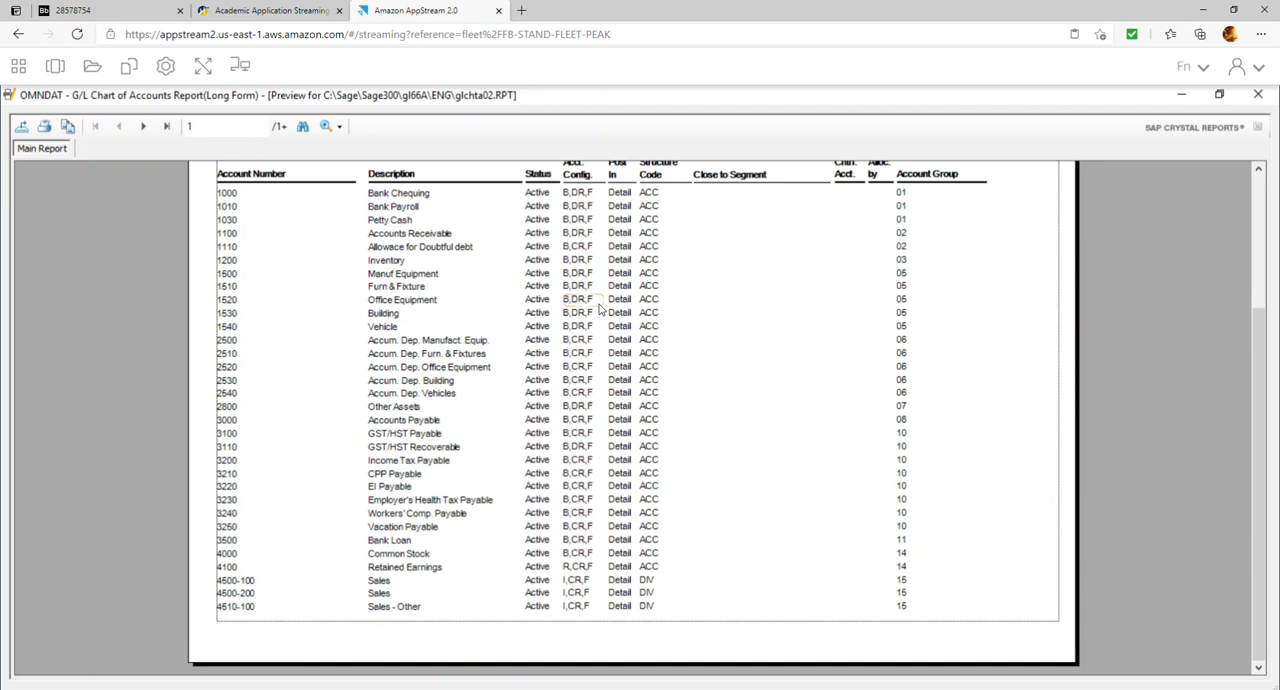 28578754
Academic Application Streaming
Amazon AppStream 2.0
https://appstream2.us-east-1.aws.amazon.com/#/streaming?reference=fleet%2FFB-STAND-FLEET-PEAK
Fn
OMNDAT - G/L Chart of Accounts Report(Long Form) - [Preview for C:\Sage\Sage300\gl66A\ENG\glchta02.RPT]
1 /1+ SAP CRYSTAL REPORTS®
Main Report
Acct. Post Structure Cntrl. Alloc.
Account Number Description Status Config. In Code Close to Segment Acct. by Account Group
1000 Bank Chequing Active B,DR,F Detail ACC 01
1010 Bank Payroll Active B,DR,F Detail ACC 01
1030 Petty Cash Active B,DR,F Detail ACC 01
1100 Accounts Receivable Active B,DR,F Detail ACC 02
1110 Allowace for Doubtful debt Active B,CR,F Detail ACC 02
1200 Inventory Active B,DR,F Detail ACC 03
1500 Manuf Equipment Active B,DR,F Detail ACC 05
1510 Furn & Fixture Active B,DR,F Detail ACC 05
1520 Office Equipment Active B,DR,F Detail ACC 05
1530 Building Active B,DR,F Detail ACC 05
1540 Vehicle Active B,DR,F Detail ACC 05
2500 Accum. Dep. Manufact. Equip. Active B,CR,F Detail ACC 06
2510 Accum. Dep. Furn. & Fixtures Active B,CR,F Detail ACC 06
2520 Accum. Dep. Office Equipment Active B,CR,F Detail ACC 06
2530 Accum. Dep. Building Active B,CR,F Detail ACC 06
2540 Accum. Dep. Vehicles Active B,CR,F Detail ACC 06
2800 Other Assets Active B,DR,F Detail ACC 07
3000 Accounts Payable Active B,CR,F Detail ACC 08
3100 GST/HST Payable Active B,CR,F Detail ACC 10
3110 GST/HST Recoverable Active B,DR,F Detail ACC 10
3200 Income Tax Payable Active B,CR,F Detail ACC 10
3210 CPP Payable Active B,CR,F Detail ACC 10
3220 EI Payable Active B,CR,F Detail ACC 10
3230 Employer's Health Tax Payable Active B,CR,F Detail ACC 10
3240 Workers' Comp. Payable Active B,CR,F Detail ACC 10
3250 Vacation Payable Active B,CR,F Detail ACC 10
3500 Bank Loan Active B,CR,F Detail ACC 11
4000 Common Stock Active B,CR,F Detail ACC 14
4100 Retained Earnings Active R,CR,F Detail ACC 14
4500-100 Sales Active I,CR,F Detail DIV 15
4500-200 Sales Active I,CR,F Detail DIV 15
4510-100 Sales - Other Active I,CR,F Detail DIV 15